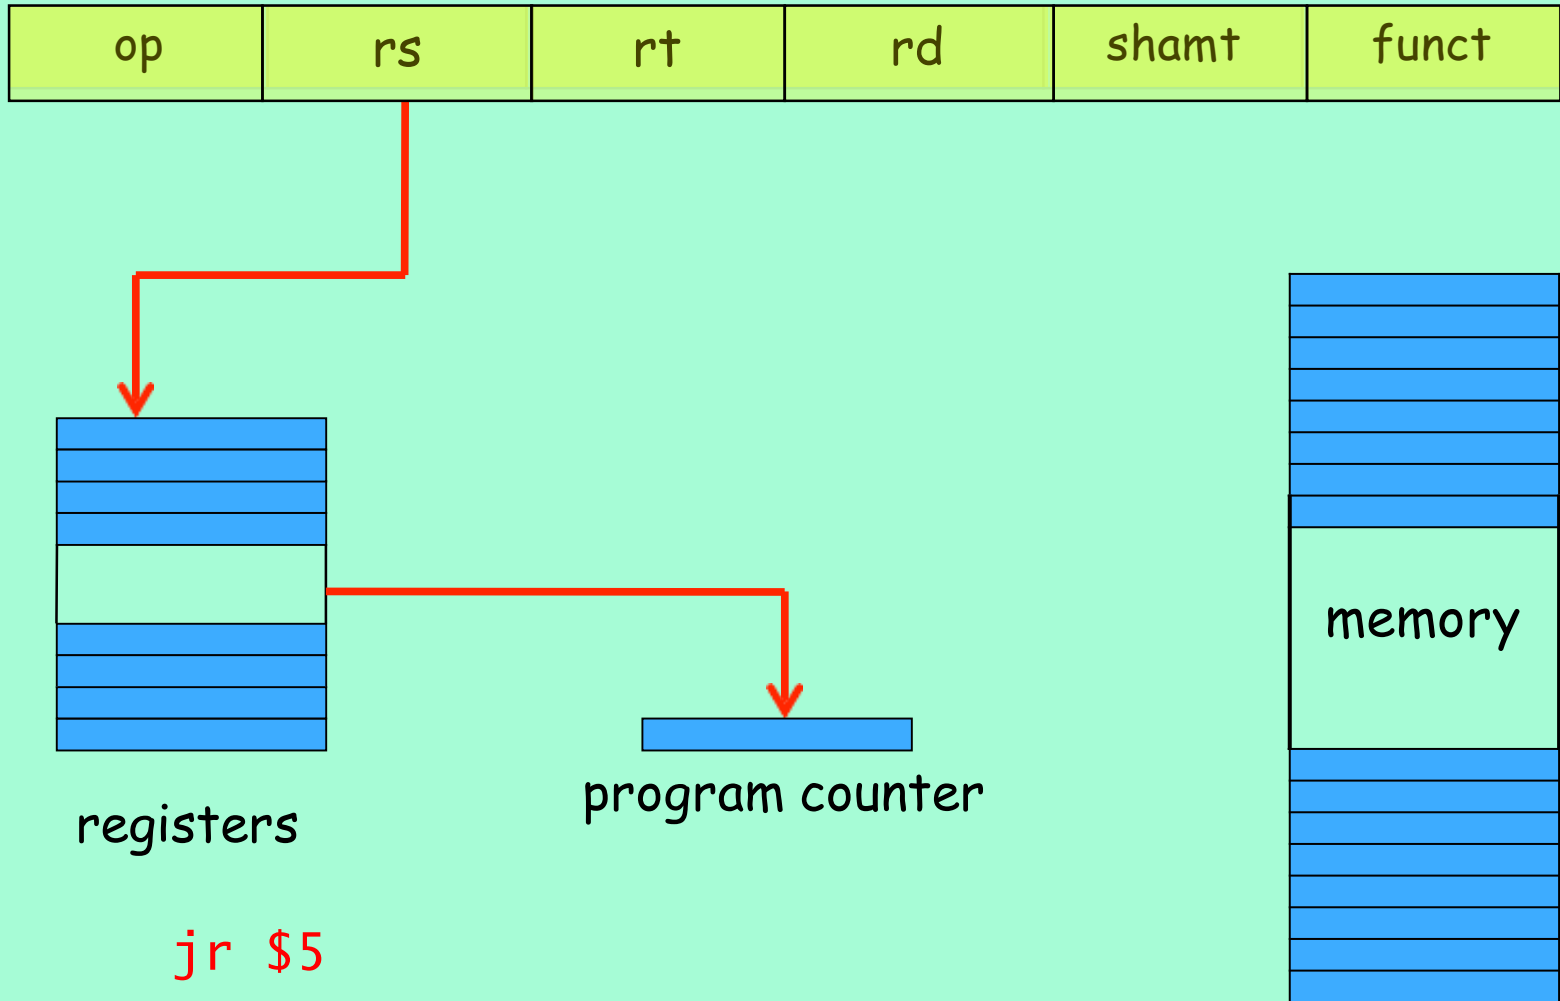 op rs rt rd shamt funct
memory
program counter
registers
jr $5